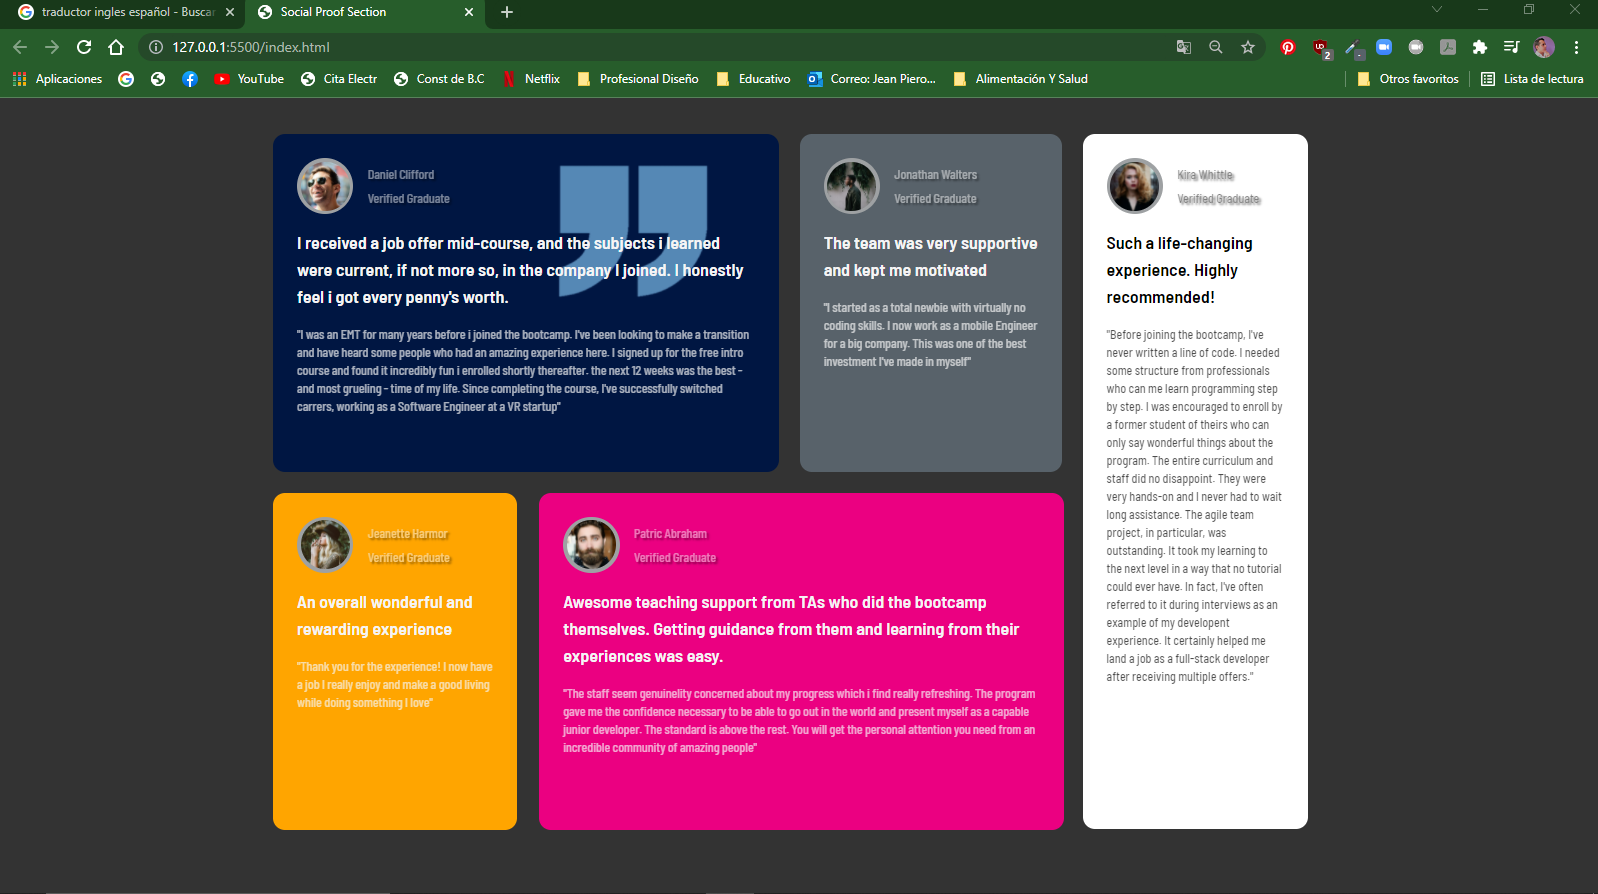 traductor ingles español - Buscar
Social Proof Section
127.0.0.1:5500/index.html
2
Aplicaciones
YouTube
Cita Electr
Const de B.C
Netflix
Profesional Diseño
Educativo
Correo: Jean Piero...
Alimentación Y Salud
Otros favoritos
Lista de lectura
Daniel Clifford
Verified Graduate
I received a job offer mid-course, and the subjects i learned
were current, if not more so, in the company I joined. I honestly
feel i got every penny's worth.
"I was an EMT for many years before i joined the bootcamp. I've been looking to make a transition
and have heard some people who had an amazing experience here. I signed up for the free intro
course and found it incredibly fun i enrolled shortly thereafter. the next 12 weeks was the best -
and most grueling - time of my life. Since completing the course, I've successfully switched
carrers, working as a Software Engineer at a VR startup"
Jonathan Walters
Verified Graduate
The team was very supportive
and kept me motivated
"I started as a total newbie with virtually no
coding skills. I now work as a mobile Engineer
for a big company. This was one of the best
investment I've made in myself"
Kira Whittle
Verified Graduate
Such a life-changing
experience. Highly
recommended!
"Before joining the bootcamp, I've
never written a line of code. I needed
some structure from professionals
who can me learn programming step
by step. I was encouraged to enroll by
a former student of theirs who can
only say wonderful things about the
program. The entire curriculum and
staff did no disappoint. They were
very hands-on and I never had to wait
long assistance. The agile team
project, in particular, was
outstanding. It took my learning to
the next level in a way that no tutorial
could ever have. In fact, I've often
referred to it during interviews as an
example of my developent
experience. It certainly helped me
land a job as a full-stack developer
after receiving multiple offers."
Jeanette Harmor
Verified Graduate
An overall wonderful and
rewarding experience
"Thank you for the experience! I now have
a job I really enjoy and make a good living
while doing something I love"
Patric Abraham
Verified Graduate
Awesome teaching support from TAs who did the bootcamp
themselves. Getting guidance from them and learning from their
experiences was easy.
"The staff seem genuinelity concerned about my progress which i find really refreshing. The program
gave me the confidence necessary to be able to go out in the world and present myself as a capable
junior developer. The standard is above the rest. You will get the personal attention you need from an
incredible community of amazing people"